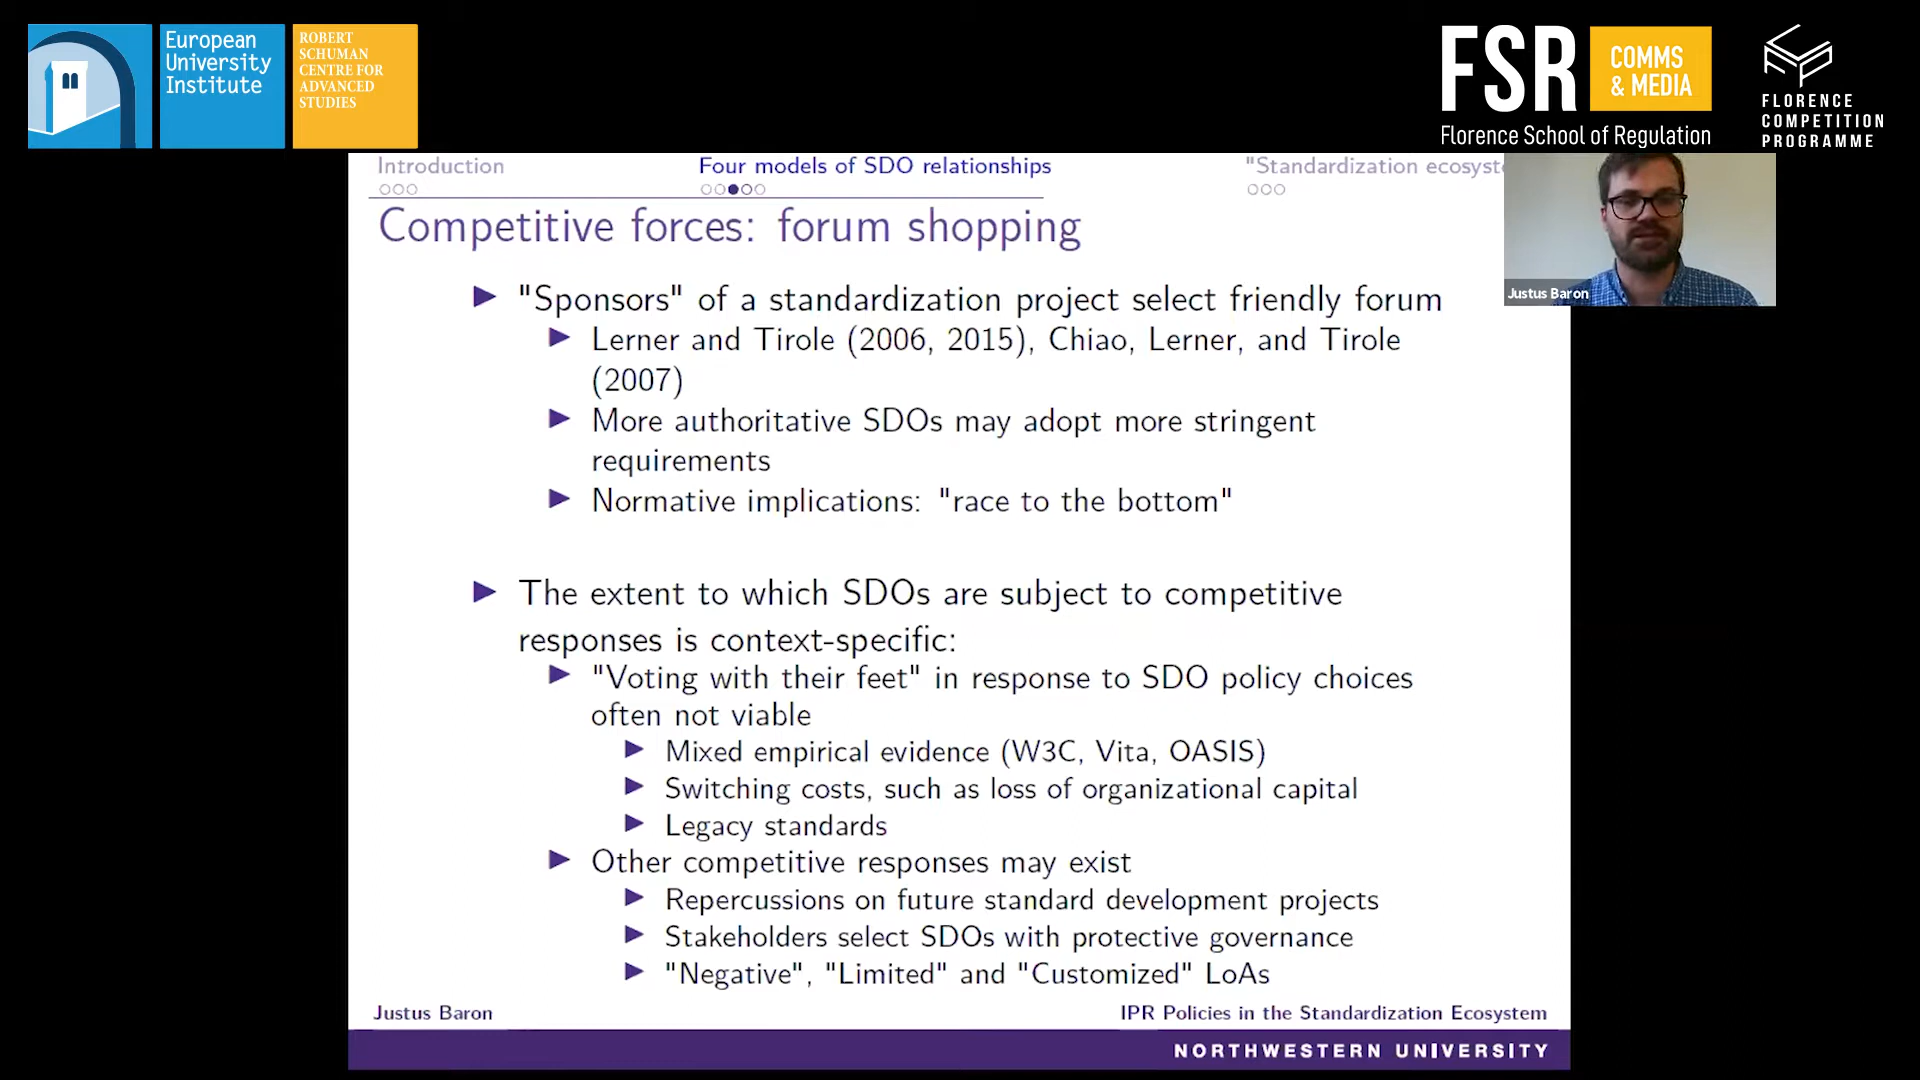 European
University
Institute
ROBERT
SCHUMAN
CENTRE FOR
ADVANCED
STUDIES
FSR
COMMS
& MEDIA
Florence School of Regulation
FLORENCE
COMPETITION
PROGRAMME
Introduction
Four models of SDO relationships
"Standardization ecosyst
Competitive forces: forum shopping
"Sponsors" of a standardization project select friendly forum
Lerner and Tirole (2006, 2015), Chiao, Lerner, and Tirole
(2007)
More authoritative SDOs may adopt more stringent
requirements
Normative implications: "race to the bottom"
The extent to which SDOs are subject to competitive
responses is context-specific:
"Voting with their feet" in response to SDO policy choices
often not viable
Mixed empirical evidence (W3C, Vita, OASIS)
Switching costs, such as loss of organizational capital
Legacy standards
Other competitive responses may exist
Repercussions on future standard development projects
Stakeholders select SDOs with protective governance
"Negative", "Limited" and "Customized" LoAs
Justus Baron
Justus Baron
IPR Policies in the Standardization Ecosystem
NORTHWESTERN UNIVERSITY